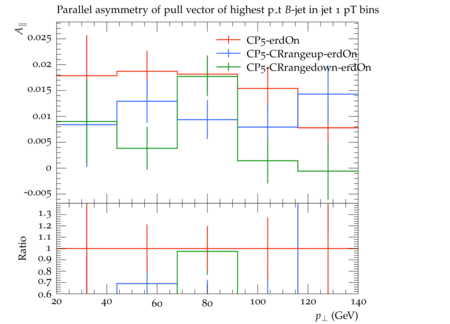 Parallel asymmetry of pull vector of highest p_t B-jet in jet 1 pT bins
A∥
CP5-erdOn
CP5-CRrangeup-erdOn
CP5-CRrangedown-erdOn
0.025
0.02
0.015
0.01
0.005
0
-0.005
1.3
1.2
1.1
1
0.9
0.8
0.7
0.6
Ratio
20 40 60 80 100 120 140
p⊥ (GeV)